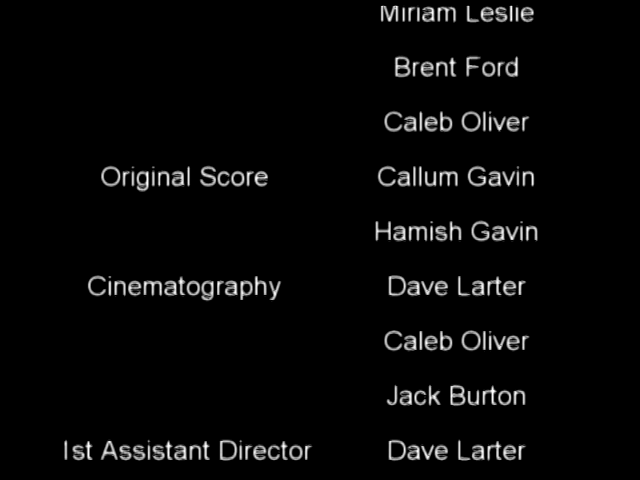 Miriam Leslie
Brent Ford
Caleb Oliver
Original Score Callum Gavin
Hamish Gavin
Cinematography Dave Larter
Caleb Oliver
Jack Burton
1st Assistant Director Dave Larter